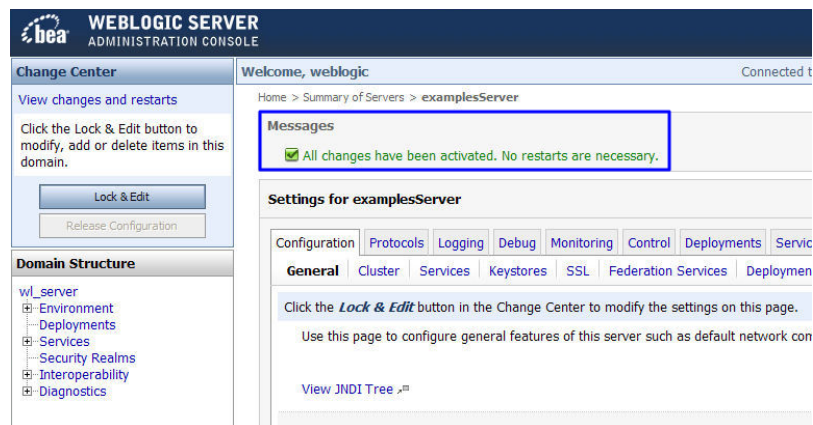 bea WEBLOGIC SERVER
ADMINISTRATION CONSOLE
Change Center
View changes and restarts
Click the Lock & Edit button to
modify, add or delete items in this
domain.
Lock & Edit
Release Configuration
Domain Structure
wl_server
Environment
Deployments
Services
Security Realms
Interoperability
Diagnostics
Welcome, weblogic
Connected t
Home > Summary of Servers > examplesServer
Messages
All changes have been activated. No restarts are necessary.
Settings for examplesServer
Configuration Protocols Logging Debug Monitoring Control Deployments Servic
General Cluster Services Keystores SSL Federation Services Deploymen
Click the Lock & Edit button in the Change Center to modify the settings on this page.
Use this page to configure general features of this server such as default network com
View JNDI Tree